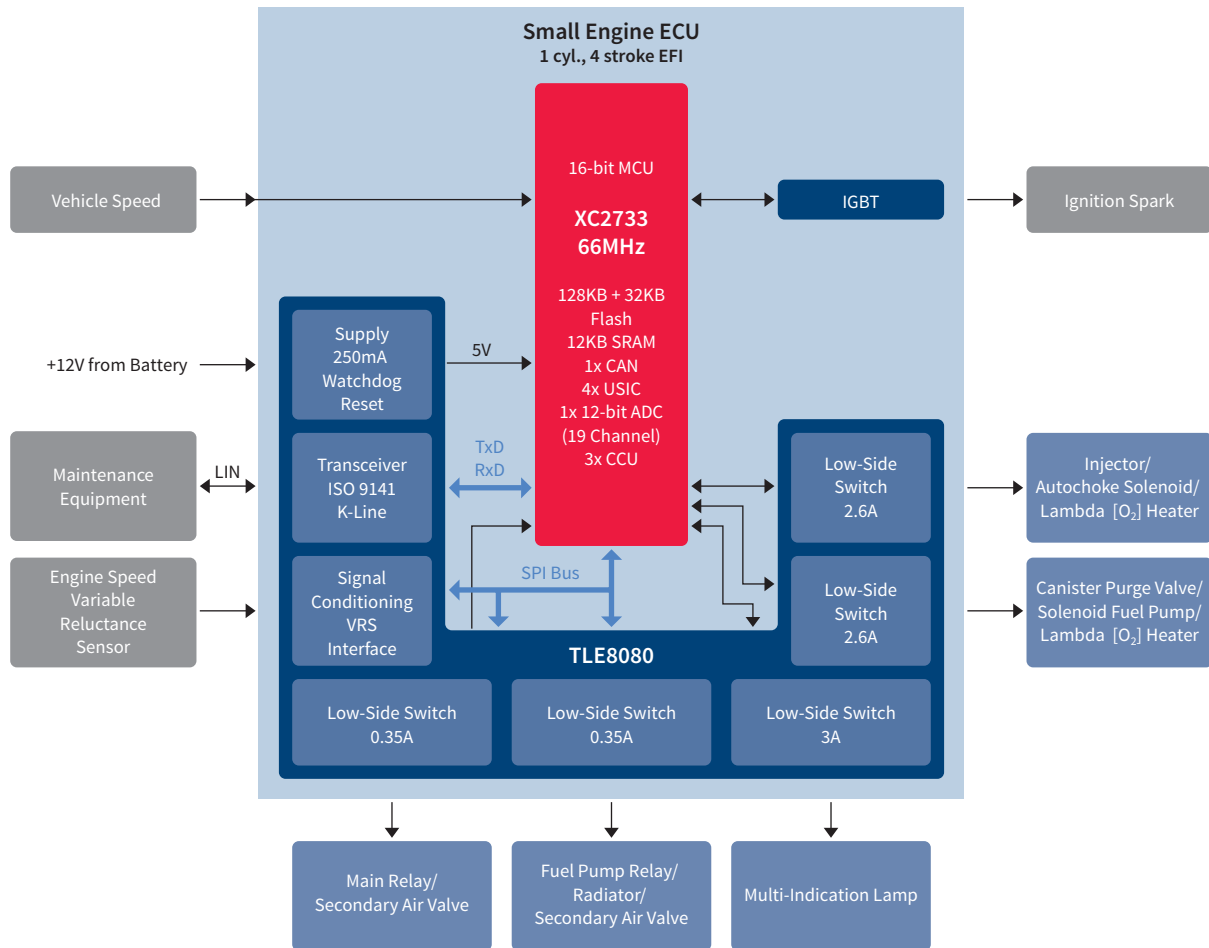 Small Engine ECU
1 cyl., 4 stroke EFI
Vehicle Speed
16-bit MCU
XC2733
66MHz
128KB + 32KB
Flash
12KB SRAM
1x CAN
4x USIC
1x 12-bit ADC
(19 Channel)
3x CCU
IGBT
Ignition Spark
+12V from Battery
Supply
250mA
Watchdog
Reset
5V
Maintenance
Equipment
LIN
Transceiver
ISO 9141
K-Line
TxD
RxD
Low-Side
Switch
2.6A
Injector/
Autochoke Solenoid/
Lambda [O₂] Heater
Engine Speed
Variable
Reluctance
Sensor
Signal
Conditioning
VRS
Interface
SPI Bus
Low-Side
Switch
2.6A
Canister Purge Valve/
Solenoid Fuel Pump/
Lambda [O₂] Heater
TLE8080
Low-Side Switch
0.35A
Low-Side Switch
0.35A
Low-Side Switch
3A
Main Relay/
Secondary Air Valve
Fuel Pump Relay/
Radiator/
Secondary Air Valve
Multi-Indication Lamp